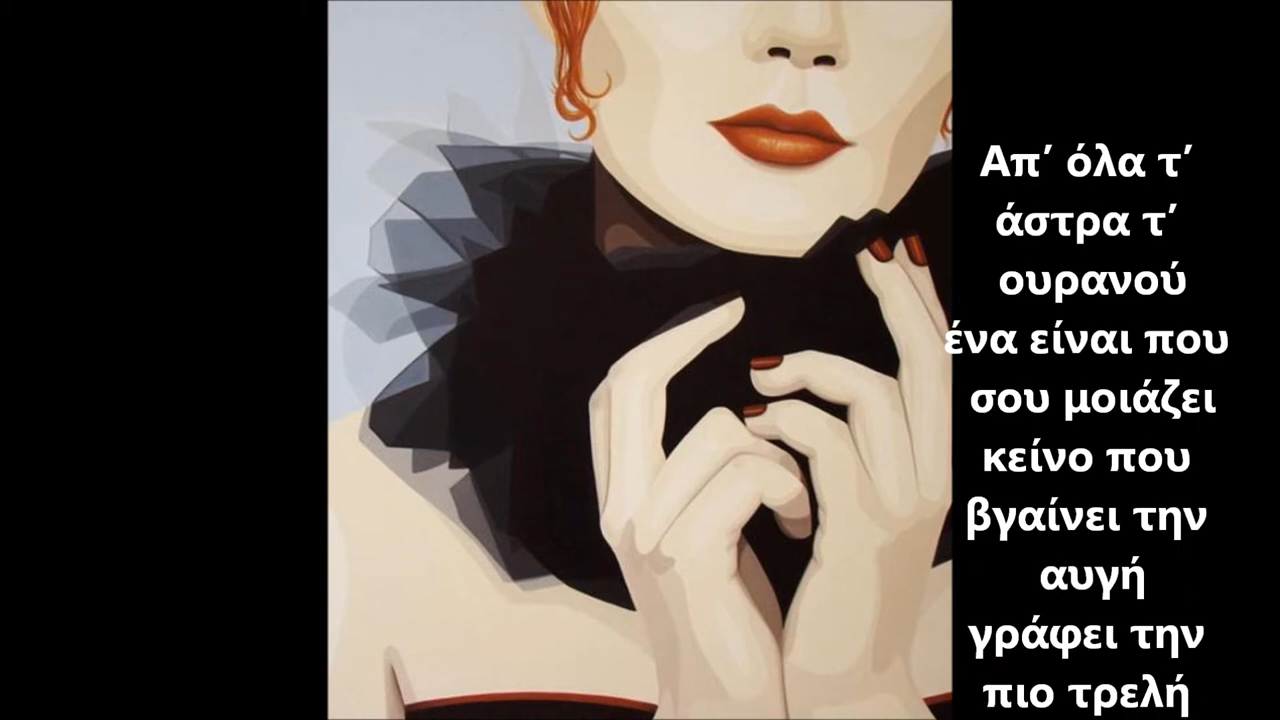 Απ’ όλα τ’
άστρα τ’
ουρανού
ένα είναι που
σου μοιάζει
κείνο που
βγαίνει την
αυγή
γράφει την
πιο τρελή